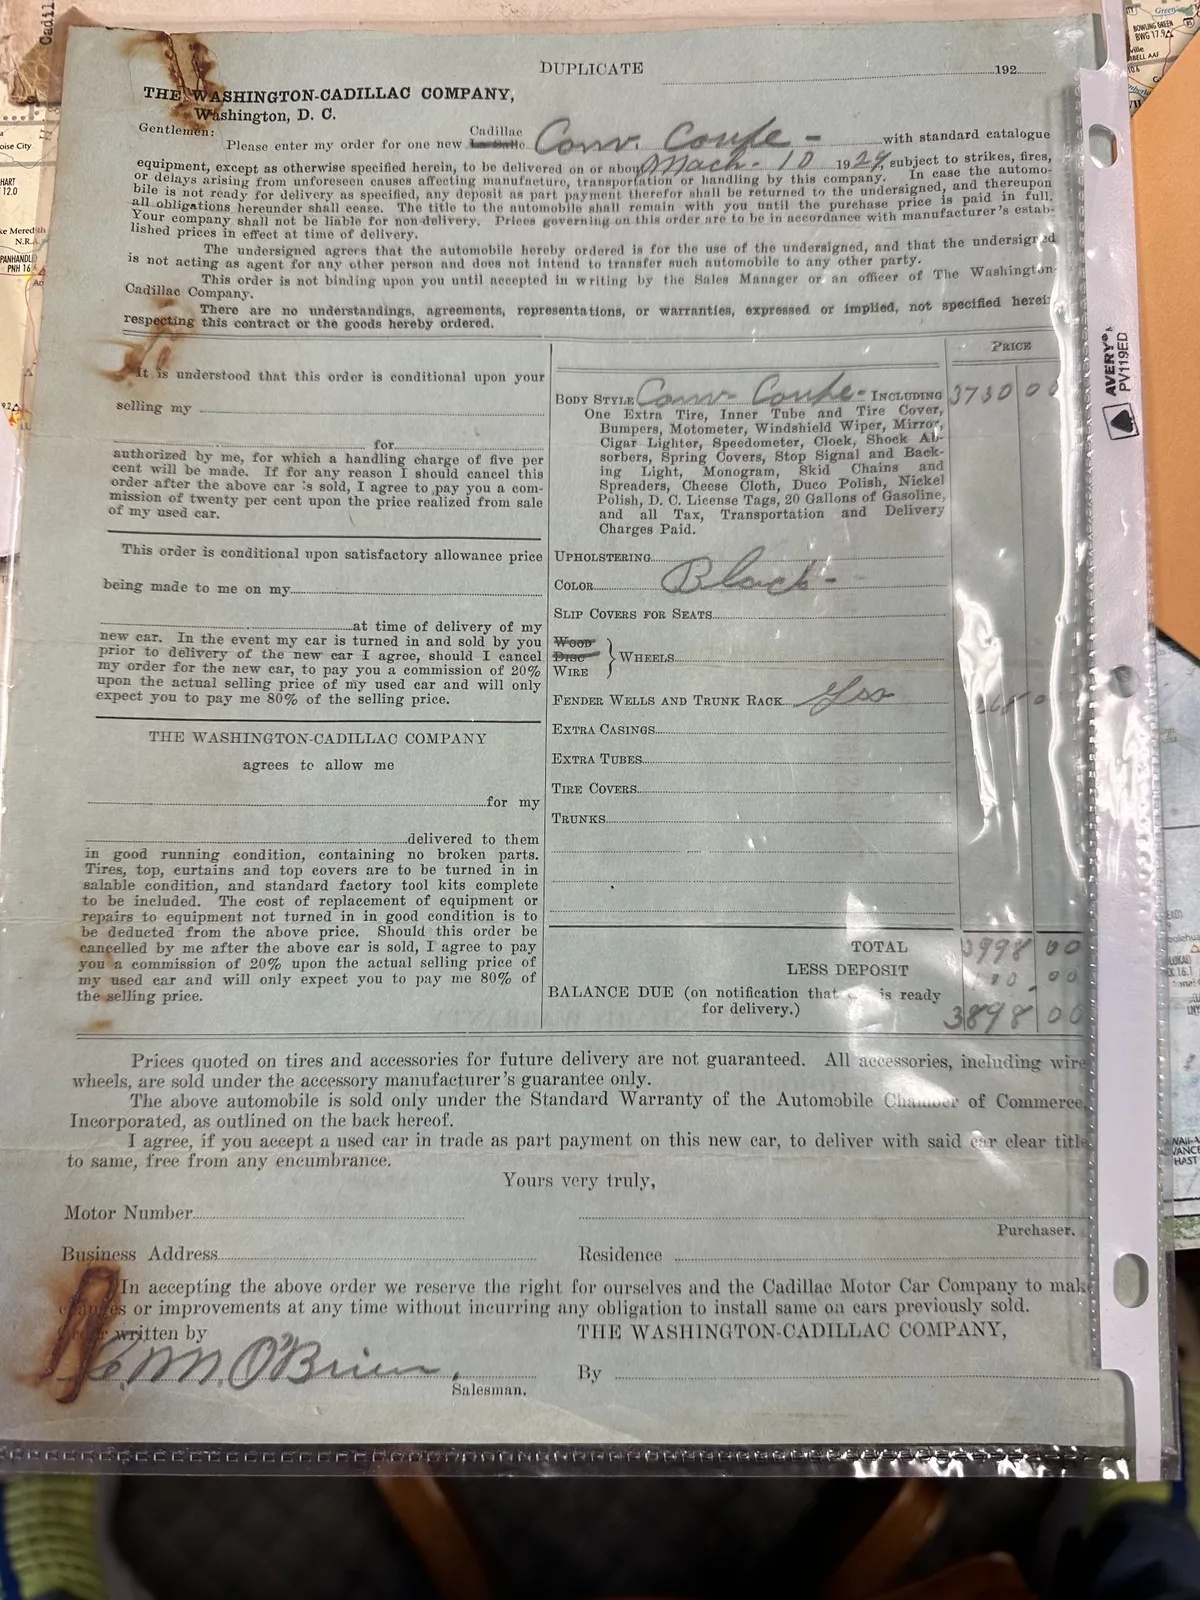 DUPLICATE
192
THE WASHINGTON-CADILLAC COMPANY,
Washington, D. C.
Gentlemen:
Please enter my order for one new Cadillac La Salle Conv. Coupe - with standard catalogue
equipment, except as otherwise specified herein, to be delivered on or about Mach. 10 1929, subject to strikes, fires,
or delays arising from unforeseen causes affecting manufacture, transportation or handling by this company. In case the automo-
bile is not ready for delivery as specified, any deposit as part payment therefor shall be returned to the undersigned, and thereupon
all obligations hereunder shall cease. The title to the automobile shall remain with you until the purchase price is paid in full.
Your company shall not be liable for non-delivery. Prices governing on this order are to be in accordance with manufacturer's estab-
lished prices in effect at time of delivery.
The undersigned agrees that the automobile hereby ordered is for the use of the undersigned, and that the undersigned
is not acting as agent for any other person and does not intend to transfer such automobile to any other party.
This order is not binding upon you until accepted in writing by the Sales Manager or an officer of The Washington-
Cadillac Company.
There are no understandings, agreements, representations, or warranties, expressed or implied, not specified herein
respecting this contract or the goods hereby ordered.
It is understood that this order is conditional upon your
selling my
for
authorized by me, for which a handling charge of five per
cent will be made. If for any reason I should cancel this
order after the above car is sold, I agree to pay you a com-
mission of twenty per cent upon the price realized from sale
of my used car.
This order is conditional upon satisfactory allowance price
being made to me on my
at time of delivery of my
new car. In the event my car is turned in and sold by you
prior to delivery of the new car I agree, should I cancel
my order for the new car, to pay you a commission of 20%
upon the actual selling price of my used car and will only
expect you to pay me 80% of the selling price.
THE WASHINGTON-CADILLAC COMPANY
agrees to allow me
for my
delivered to them
in good running condition, containing no broken parts.
Tires, top, curtains and top covers are to be turned in in
salable condition, and standard factory tool kits complete
to be included. The cost of replacement of equipment or
repairs to equipment not turned in in good condition is to
be deducted from the above price. Should this order be
cancelled by me after the above car is sold, I agree to pay
you a commission of 20% upon the actual selling price of
my used car and will only expect you to pay me 80% of
the selling price.
PRICE
BODY STYLE Conv- Coupe- INCLUDING 3730 00
One Extra Tire, Inner Tube and Tire Cover,
Bumpers, Motometer, Windshield Wiper, Mirror,
Cigar Lighter, Speedometer, Clock, Shock Ab-
sorbers, Spring Covers, Stop Signal and Back-
ing Light, Monogram, Skid Chains and
Spreaders, Cheese Cloth, Duco Polish, Nickel
Polish, D. C. License Tags, 20 Gallons of Gasoline,
and all Tax, Transportation and Delivery
Charges Paid.
UPHOLSTERING
COLOR Black -
SLIP COVERS FOR SEATS
WOOD
DISC
WIRE
WHEELS
FENDER WELLS AND TRUNK RACK Yes
EXTRA CASINGS
EXTRA TUBES
TIRE COVERS
TRUNKS
TOTAL 3998 00
LESS DEPOSIT 100 00
BALANCE DUE (on notification that is ready
for delivery.) 3898 00
Prices quoted on tires and accessories for future delivery are not guaranteed. All accessories, including wire
wheels, are sold under the accessory manufacturer's guarantee only.
The above automobile is sold only under the Standard Warranty of the Automobile Chamber of Commerce,
Incorporated, as outlined on the back hereof.
I agree, if you accept a used car in trade as part payment on this new car, to deliver with said car clear title
to same, free from any encumbrance.
Yours very truly,
Motor Number
Purchaser.
Business Address
Residence
In accepting the above order we reserve the right for ourselves and the Cadillac Motor Car Company to make
changes or improvements at any time without incurring any obligation to install same on cars previously sold.
written by
THE WASHINGTON-CADILLAC COMPANY,
M. O'Brien.
Salesman.
By
AVERY
PV119ED
BOWLING GREEN
BWG 17.9